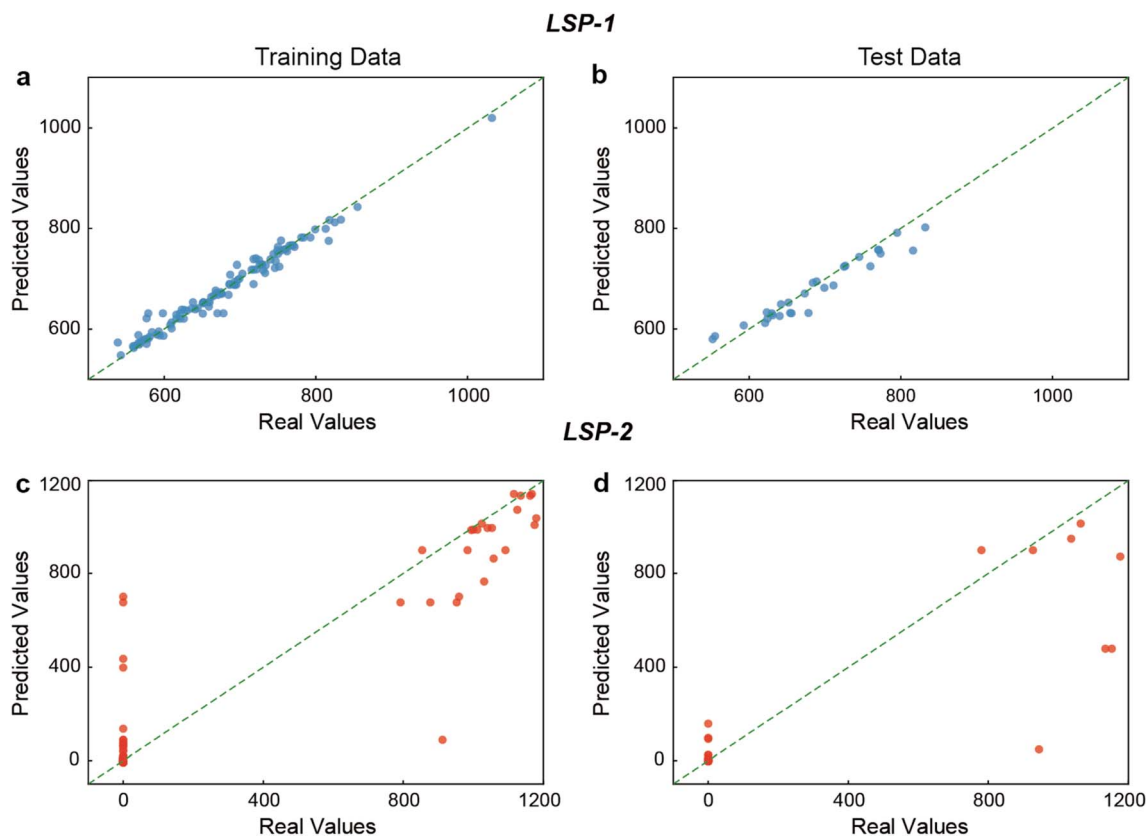 LSP-1
a Training Data
b Test Data
Predicted Values
1000
800
600
600 800 1000
Real Values
Predicted Values
1000
800
600
600 800 1000
Real Values
LSP-2
c
Predicted Values
1200
800
400
0
0 400 800 1200
Real Values
d
Predicted Values
1200
800
400
0
0 400 800 1200
Real Values